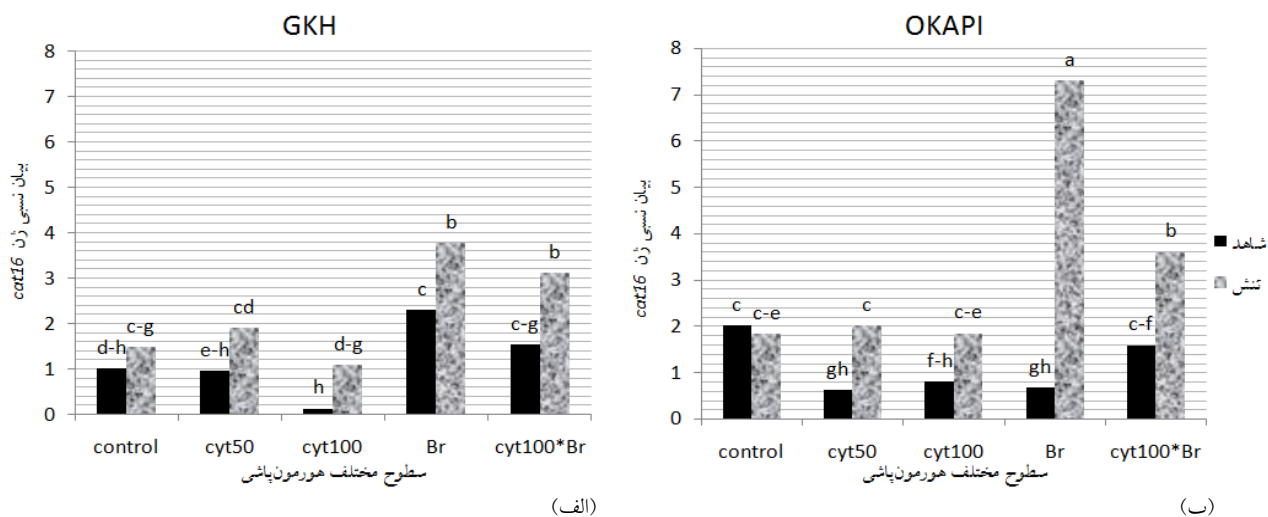 GKH
8
7
6
5
4
3
2
1
0
بیان نسبی ژن cat16
d-h
c-g
e-h
cd
h
d-g
c
b
c-g
b
control
cyt50
cyt100
Br
cyt100*Br
سطوح مختلف هورمون‌پاشی
(الف)
OKAPI
8
7
6
5
4
3
2
1
0
بیان نسبی ژن cat16
c
c-e
gh
c
f-h
c-e
gh
a
c-f
b
control
cyt50
cyt100
Br
cyt100*Br
سطوح مختلف هورمون‌پاشی
(ب)
شاهد
تنش